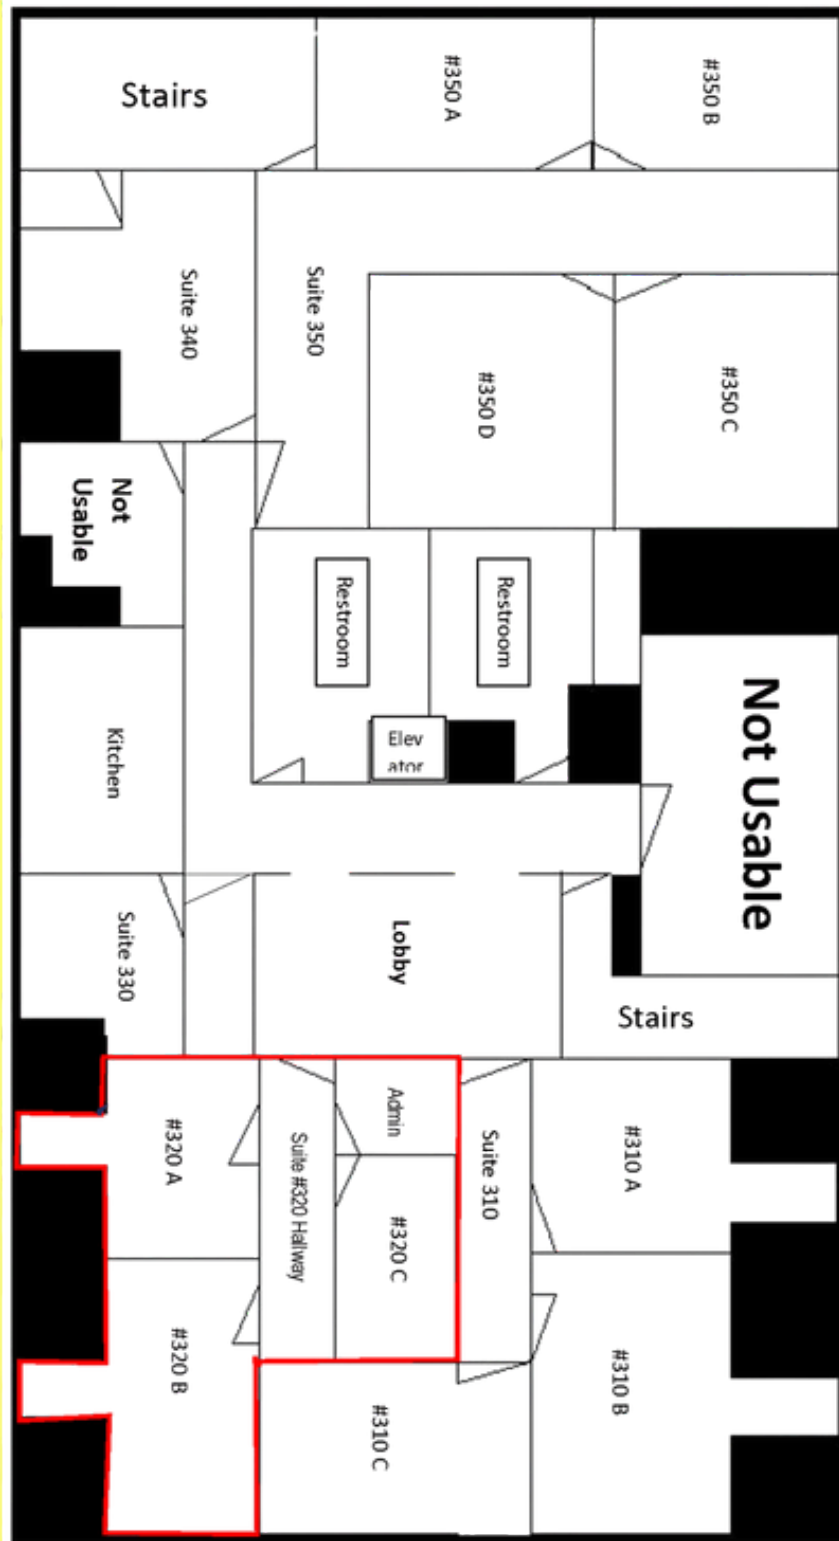 Stairs
#350 A
#350 B
Suite 340
Suite 350
#350 D
#350 C
Not
Usable
Restroom
Restroom
Elev
ator
Not Usable
Kitchen
Lobby
Suite 330
Stairs
#320 A
Suite #320 Hallway
Admin
#320 C
Suite 310
#310 A
#320 B
#310 C
#310 B